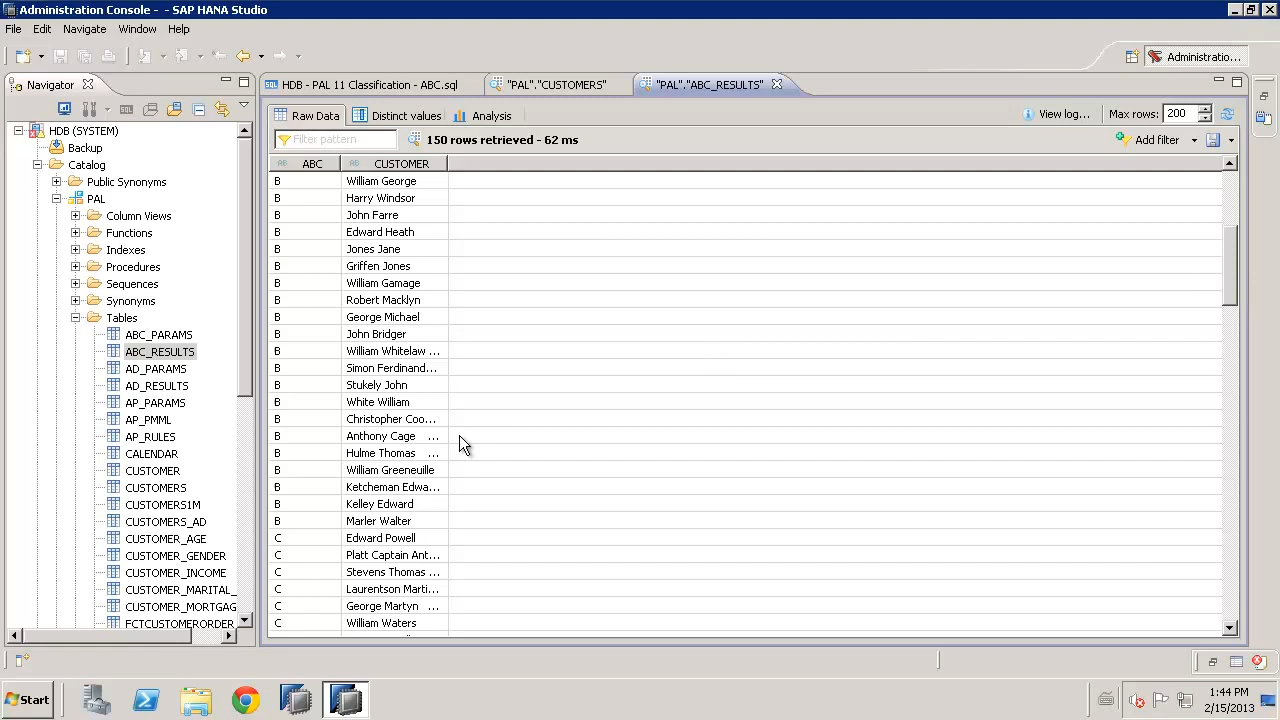 Administration Console - - SAP HANA Studio
File Edit Navigate Window Help
Administratio...
Navigator
HDB - PAL 11 Classification - ABC.sql
"PAL"."CUSTOMERS"
"PAL"."ABC_RESULTS"
Raw Data
Distinct values
Analysis
View log...
Max rows: 200
Filter pattern
150 rows retrieved - 62 ms
Add filter
HDB (SYSTEM)
Backup
Catalog
Public Synonyms
PAL
Column Views
Functions
Indexes
Procedures
Sequences
Synonyms
Tables
ABC_PARAMS
ABC_RESULTS
AD_PARAMS
AD_RESULTS
AP_PARAMS
AP_PMML
AP_RULES
CALENDAR
CUSTOMER
CUSTOMERS
CUSTOMERS1M
CUSTOMERS_AD
CUSTOMER_AGE
CUSTOMER_GENDER
CUSTOMER_INCOME
CUSTOMER_MARITAL_
CUSTOMER_MORTGAG
FCTCUSTOMERORDER
ABC CUSTOMER
B William George
B Harry Windsor
B John Farre
B Edward Heath
B Jones Jane
B Griffen Jones
B William Gamage
B Robert Macklyn
B George Michael
B John Bridger
B William Whitelaw ...
B Simon Ferdinand...
B Stukely John
B White William
B Christopher Coo...
B Anthony Cage ...
B Hulme Thomas ...
B William Greeneuille
B Ketcheman Edwa...
B Kelley Edward
B Marler Walter
C Edward Powell
C Platt Captain Ant...
C Stevens Thomas ...
C Laurentson Marti...
C George Martyn ...
C William Waters
Start
1:44 PM
2/15/2013